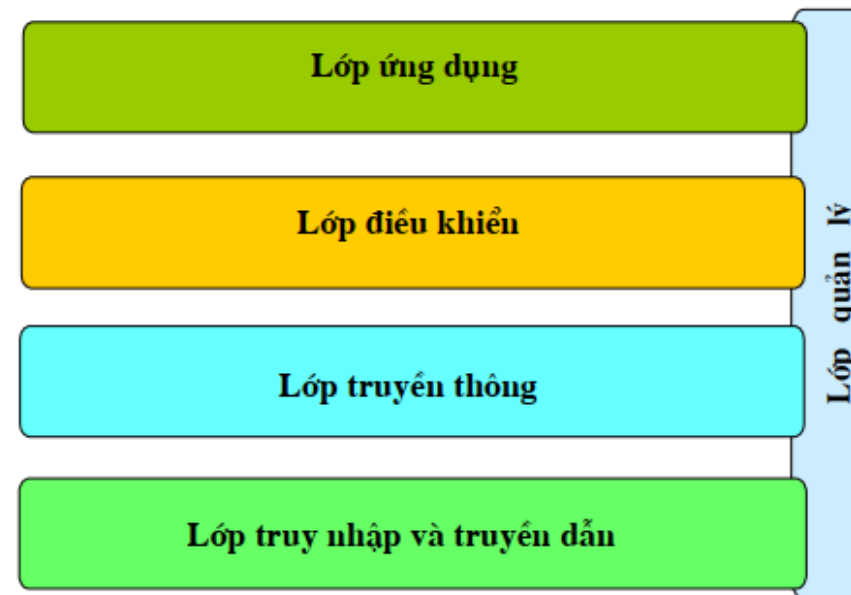 Lớp ứng dụng
Lớp điều khiển
Lớp truyền thông
Lớp truy nhập và truyền dẫn
Lớp quản lý